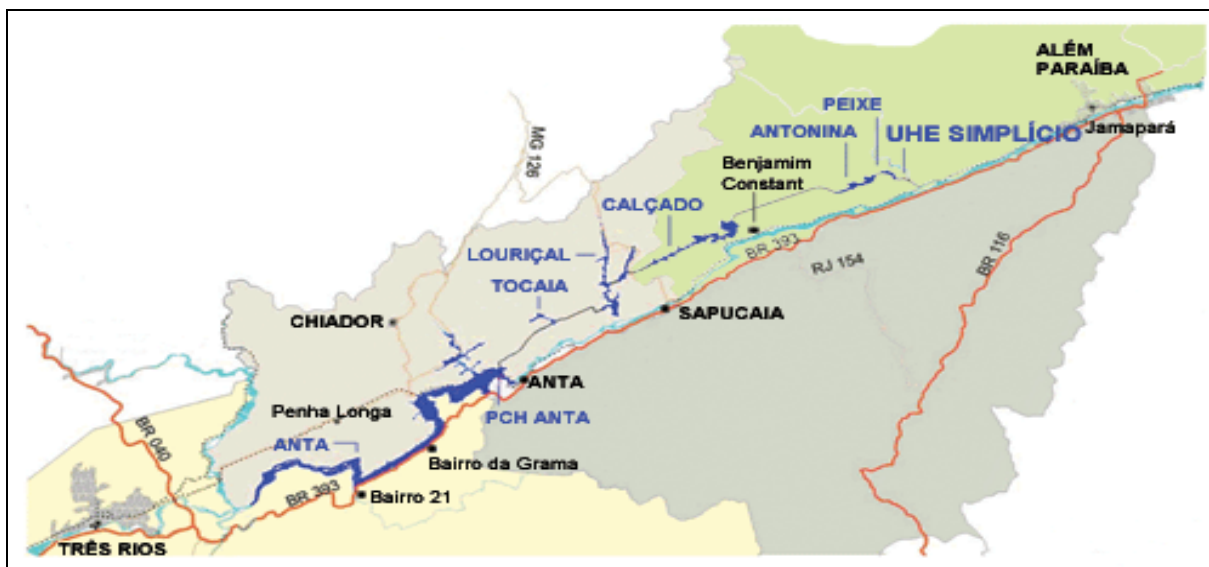 ALÉM
PARAÍBA
PEIXE
ANTONINA
UHE SIMPLÍCIO
Jamapará
MG 126
Benjamim
Constant
CALÇADO
LOURIÇAL
BR 393
RJ 154
BR 116
TOCAIA
CHIADOR
SAPUCAIA
ANTA
Penha Longa
PCH ANTA
BR 040
ANTA
Bairro da Grama
BR 393
Bairro 21
TRÊS RIOS